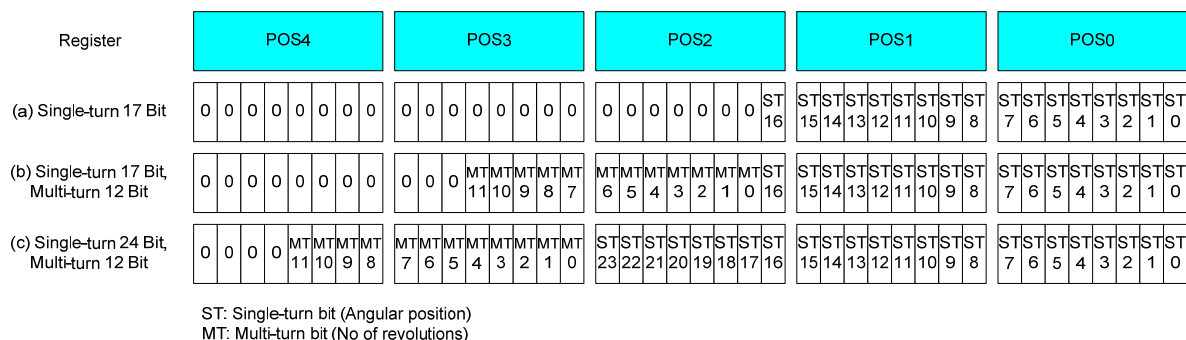 Register POS4 POS3 POS2 POS1 POS0
(a) Single-turn 17 Bit 0 0 0 0 0 0 0 0 0 0 0 0 0 0 0 0 0 0 0 0 0 0 0 ST 16 ST 15 ST 14 ST 13 ST 12 ST 11 ST 10 ST 9 ST 8 ST 7 ST 6 ST 5 ST 4 ST 3 ST 2 ST 1 ST 0
(b) Single-turn 17 Bit,
Multi-turn 12 Bit 0 0 0 0 0 0 0 0 0 0 0 MT 11 MT 10 MT 9 MT 8 MT 7 MT 6 MT 5 MT 4 MT 3 MT 2 MT 1 MT 0 ST 16 ST 15 ST 14 ST 13 ST 12 ST 11 ST 10 ST 9 ST 8 ST 7 ST 6 ST 5 ST 4 ST 3 ST 2 ST 1 ST 0
(c) Single-turn 24 Bit,
Multi-turn 12 Bit 0 0 0 0 MT 11 MT 10 MT 9 MT 8 MT 7 MT 6 MT 5 MT 4 MT 3 MT 2 MT 1 MT 0 ST 23 ST 22 ST 21 ST 20 ST 19 ST 18 ST 17 ST 16 ST 15 ST 14 ST 13 ST 12 ST 11 ST 10 ST 9 ST 8 ST 7 ST 6 ST 5 ST 4 ST 3 ST 2 ST 1 ST 0
ST: Single-turn bit (Angular position)
MT: Multi-turn bit (No of revolutions)